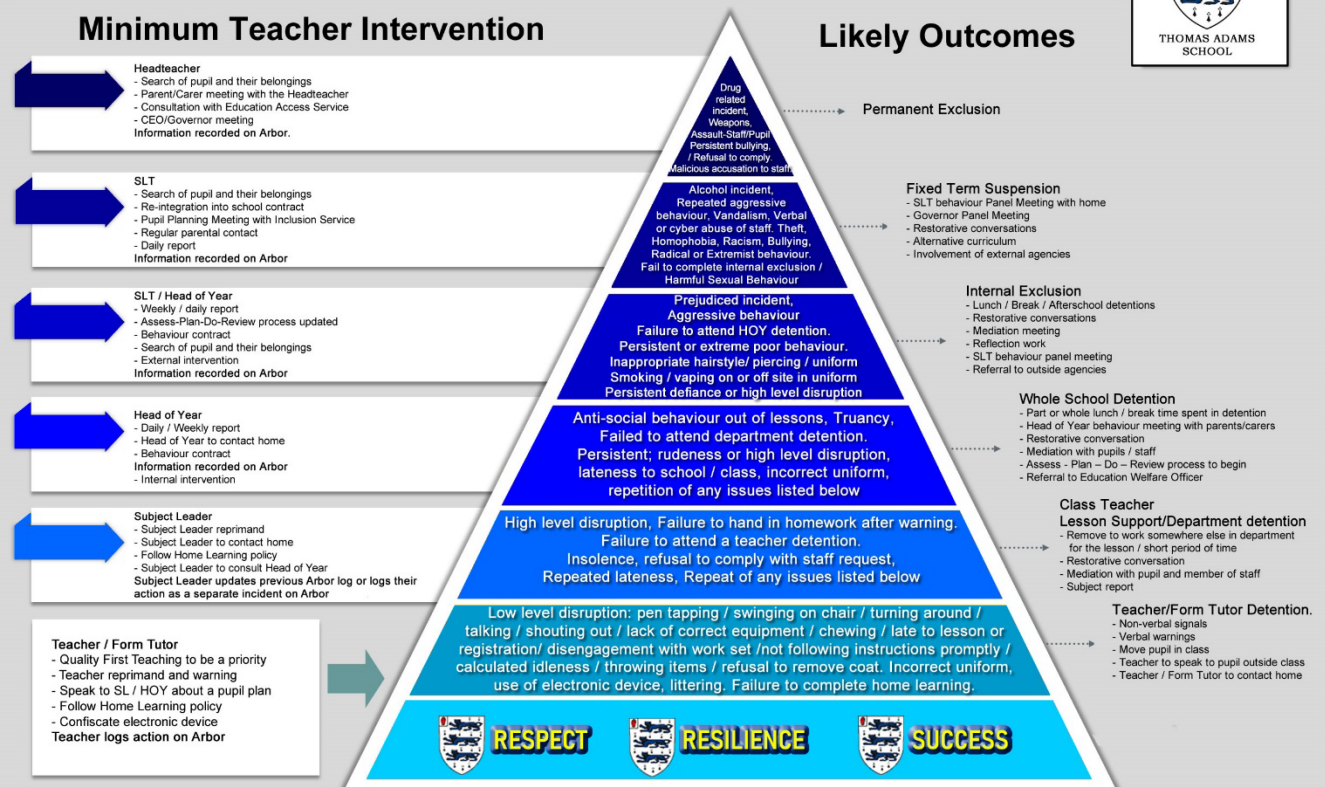 Minimum Teacher Intervention
Likely Outcomes
THOMAS ADAMS
SCHOOL
Headteacher
- Search of pupil and their belongings
- Parent/Carer meeting with the Headteacher
- Consultation with Education Access Service
- CEO/Governor meeting
Information recorded on Arbor.
Drug
related
incident,
Weapons,
Assault-Staff/Pupil
Persistent bullying,
/ Refusal to comply.
Malicious accusation to staff
Permanent Exclusion
SLT
- Search of pupil and their belongings
- Re-integration into school contract
- Pupil Planning Meeting with Inclusion Service
- Regular parental contact
- Daily report
Information recorded on Arbor
Alcohol incident,
Repeated aggressive
behaviour, Vandalism, Verbal
or cyber abuse of staff. Theft,
Homophobia, Racism, Bullying,
Radical or Extremist behaviour.
Fail to complete internal exclusion /
Harmful Sexual Behaviour
Fixed Term Suspension
- SLT behaviour Panel Meeting with home
- Governor Panel Meeting
- Restorative conversations
- Alternative curriculum
- Involvement of external agencies
SLT / Head of Year
- Weekly / daily report
- Assess-Plan-Do-Review process updated
- Behaviour contract
- Search of pupil and their belongings
- External intervention
Information recorded on Arbor
Prejudiced incident,
Aggressive behaviour
Failure to attend HOY detention.
Persistent or extreme poor behaviour.
Inappropriate hairstyle/ piercing / uniform
Smoking / vaping on or off site in uniform
Persistent defiance or high level disruption
Internal Exclusion
- Lunch / Break / Afterschool detentions
- Restorative conversations
- Mediation meeting
- Reflection work
- SLT behaviour panel meeting
- Referral to outside agencies
Head of Year
- Daily / Weekly report
- Head of Year to contact home
- Behaviour contract
Information recorded on Arbor
- Internal intervention
Anti-social behaviour out of lessons, Truancy,
Failed to attend department detention.
Persistent; rudeness or high level disruption,
lateness to school / class, incorrect uniform,
repetition of any issues listed below
Whole School Detention
- Part or whole lunch / break time spent in detention
- Head of Year behaviour meeting with parents/carers
- Restorative conversation
- Mediation with pupils / staff
- Assess - Plan – Do – Review process to begin
- Referral to Education Welfare Officer
Subject Leader
- Subject Leader reprimand
- Subject Leader to contact home
- Follow Home Learning policy
- Subject Leader to consult Head of Year
Subject Leader updates previous Arbor log or logs their
action as a separate incident on Arbor
High level disruption, Failure to hand in homework after warning.
Failure to attend a teacher detention.
Insolence, refusal to comply with staff request,
Repeated lateness, Repeat of any issues listed below
Class Teacher
Lesson Support/Department detention
- Remove to work somewhere else in department
for the lesson / short period of time
- Restorative conversation
- Mediation with pupil and member of staff
- Subject report
Teacher / Form Tutor
- Quality First Teaching to be a priority
- Teacher reprimand and warning
- Speak to SL / HOY about a pupil plan
- Follow Home Learning policy
- Confiscate electronic device
Teacher logs action on Arbor
Low level disruption: pen tapping / swinging on chair / turning around /
talking / shouting out / lack of correct equipment / chewing / late to lesson or
registration/ disengagement with work set /not following instructions promptly /
calculated idleness / throwing items / refusal to remove coat. Incorrect uniform,
use of electronic device, littering. Failure to complete home learning.
Teacher/Form Tutor Detention.
- Non-verbal signals
- Verbal warnings
- Move pupil in class
- Teacher to speak to pupil outside class
- Teacher / Form Tutor to contact home
RESPECT
RESILIENCE
SUCCESS